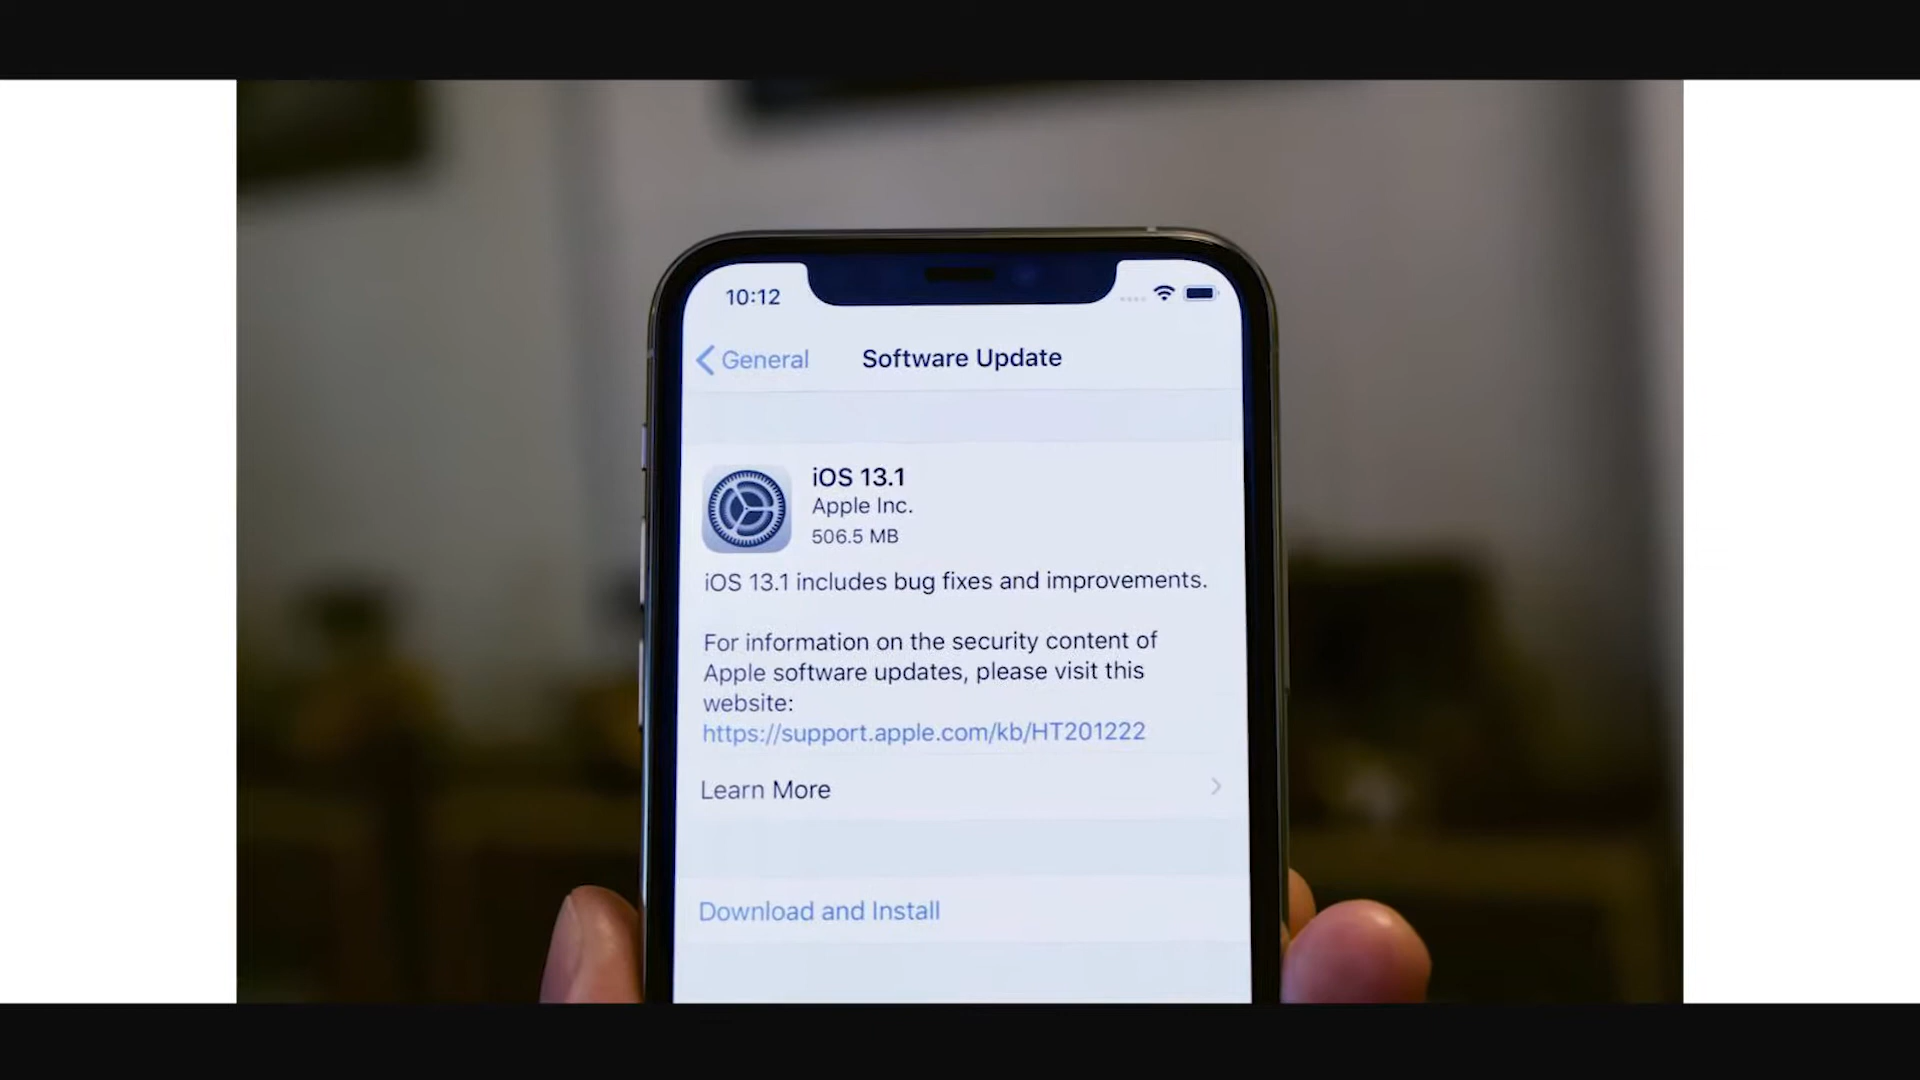 10:12
General
Software Update
iOS 13.1
Apple Inc.
506.5 MB
iOS 13.1 includes bug fixes and improvements.
For information on the security content of
Apple software updates, please visit this
website:
https://support.apple.com/kb/HT201222
Learn More
Download and Install